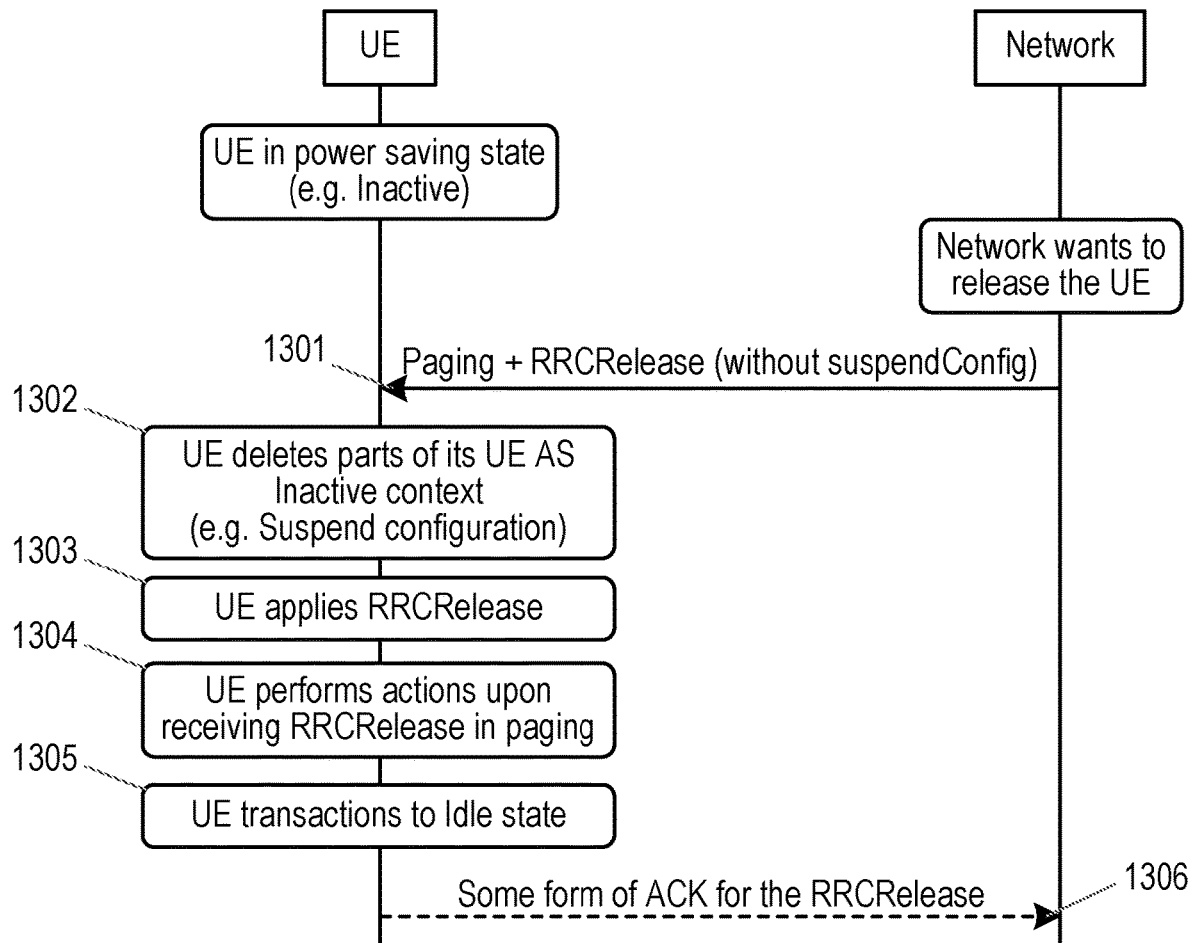 UE
Network
UE in power saving state
(e.g. Inactive)
Network wants to
release the UE
1301
Paging + RRCRelease (without suspendConfig)
1302
UE deletes parts of its UE AS
Inactive context
(e.g. Suspend configuration)
1303
UE applies RRCRelease
1304
UE performs actions upon
receiving RRCRelease in paging
1305
UE transactions to Idle state
Some form of ACK for the RRCRelease
1306